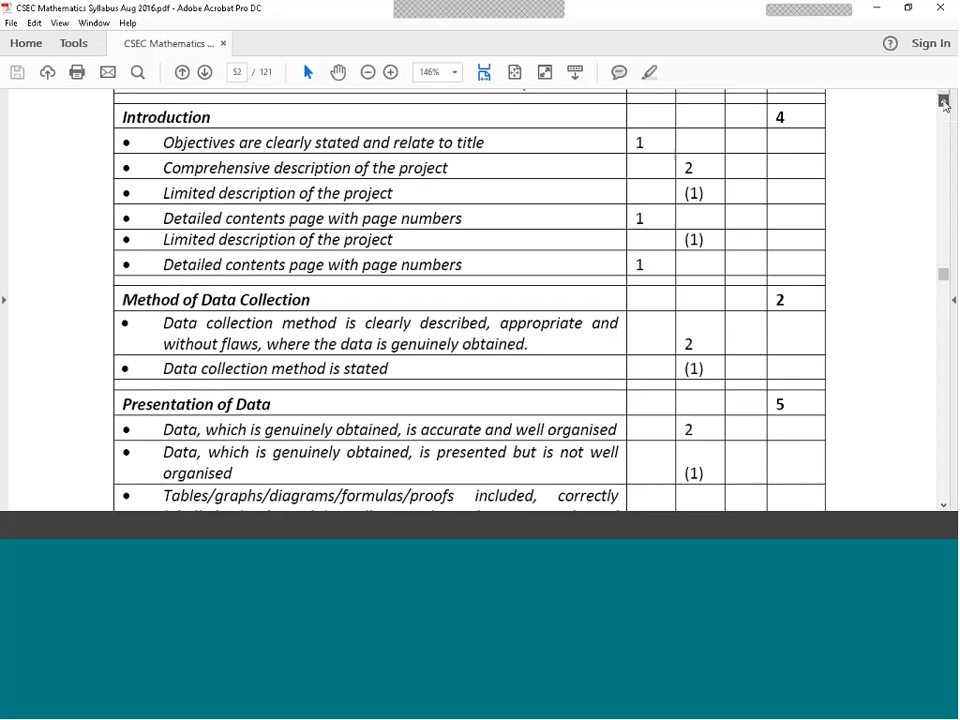 CSEC Mathematics Syllabus Aug 2016.pdf - Adobe Acrobat Pro DC
File Edit View Window Help
Home Tools CSEC Mathematics ... × Sign In
52 / 121 146%
Introduction 4
• Objectives are clearly stated and relate to title 1
• Comprehensive description of the project 2
• Limited description of the project (1)
• Detailed contents page with page numbers 1
• Limited description of the project (1)
• Detailed contents page with page numbers 1
Method of Data Collection 2
• Data collection method is clearly described, appropriate and
without flaws, where the data is genuinely obtained. 2
• Data collection method is stated (1)
Presentation of Data 5
• Data, which is genuinely obtained, is accurate and well organised 2
• Data, which is genuinely obtained, is presented but is not well
organised (1)
• Tables/graphs/diagrams/formulas/proofs included, correctly